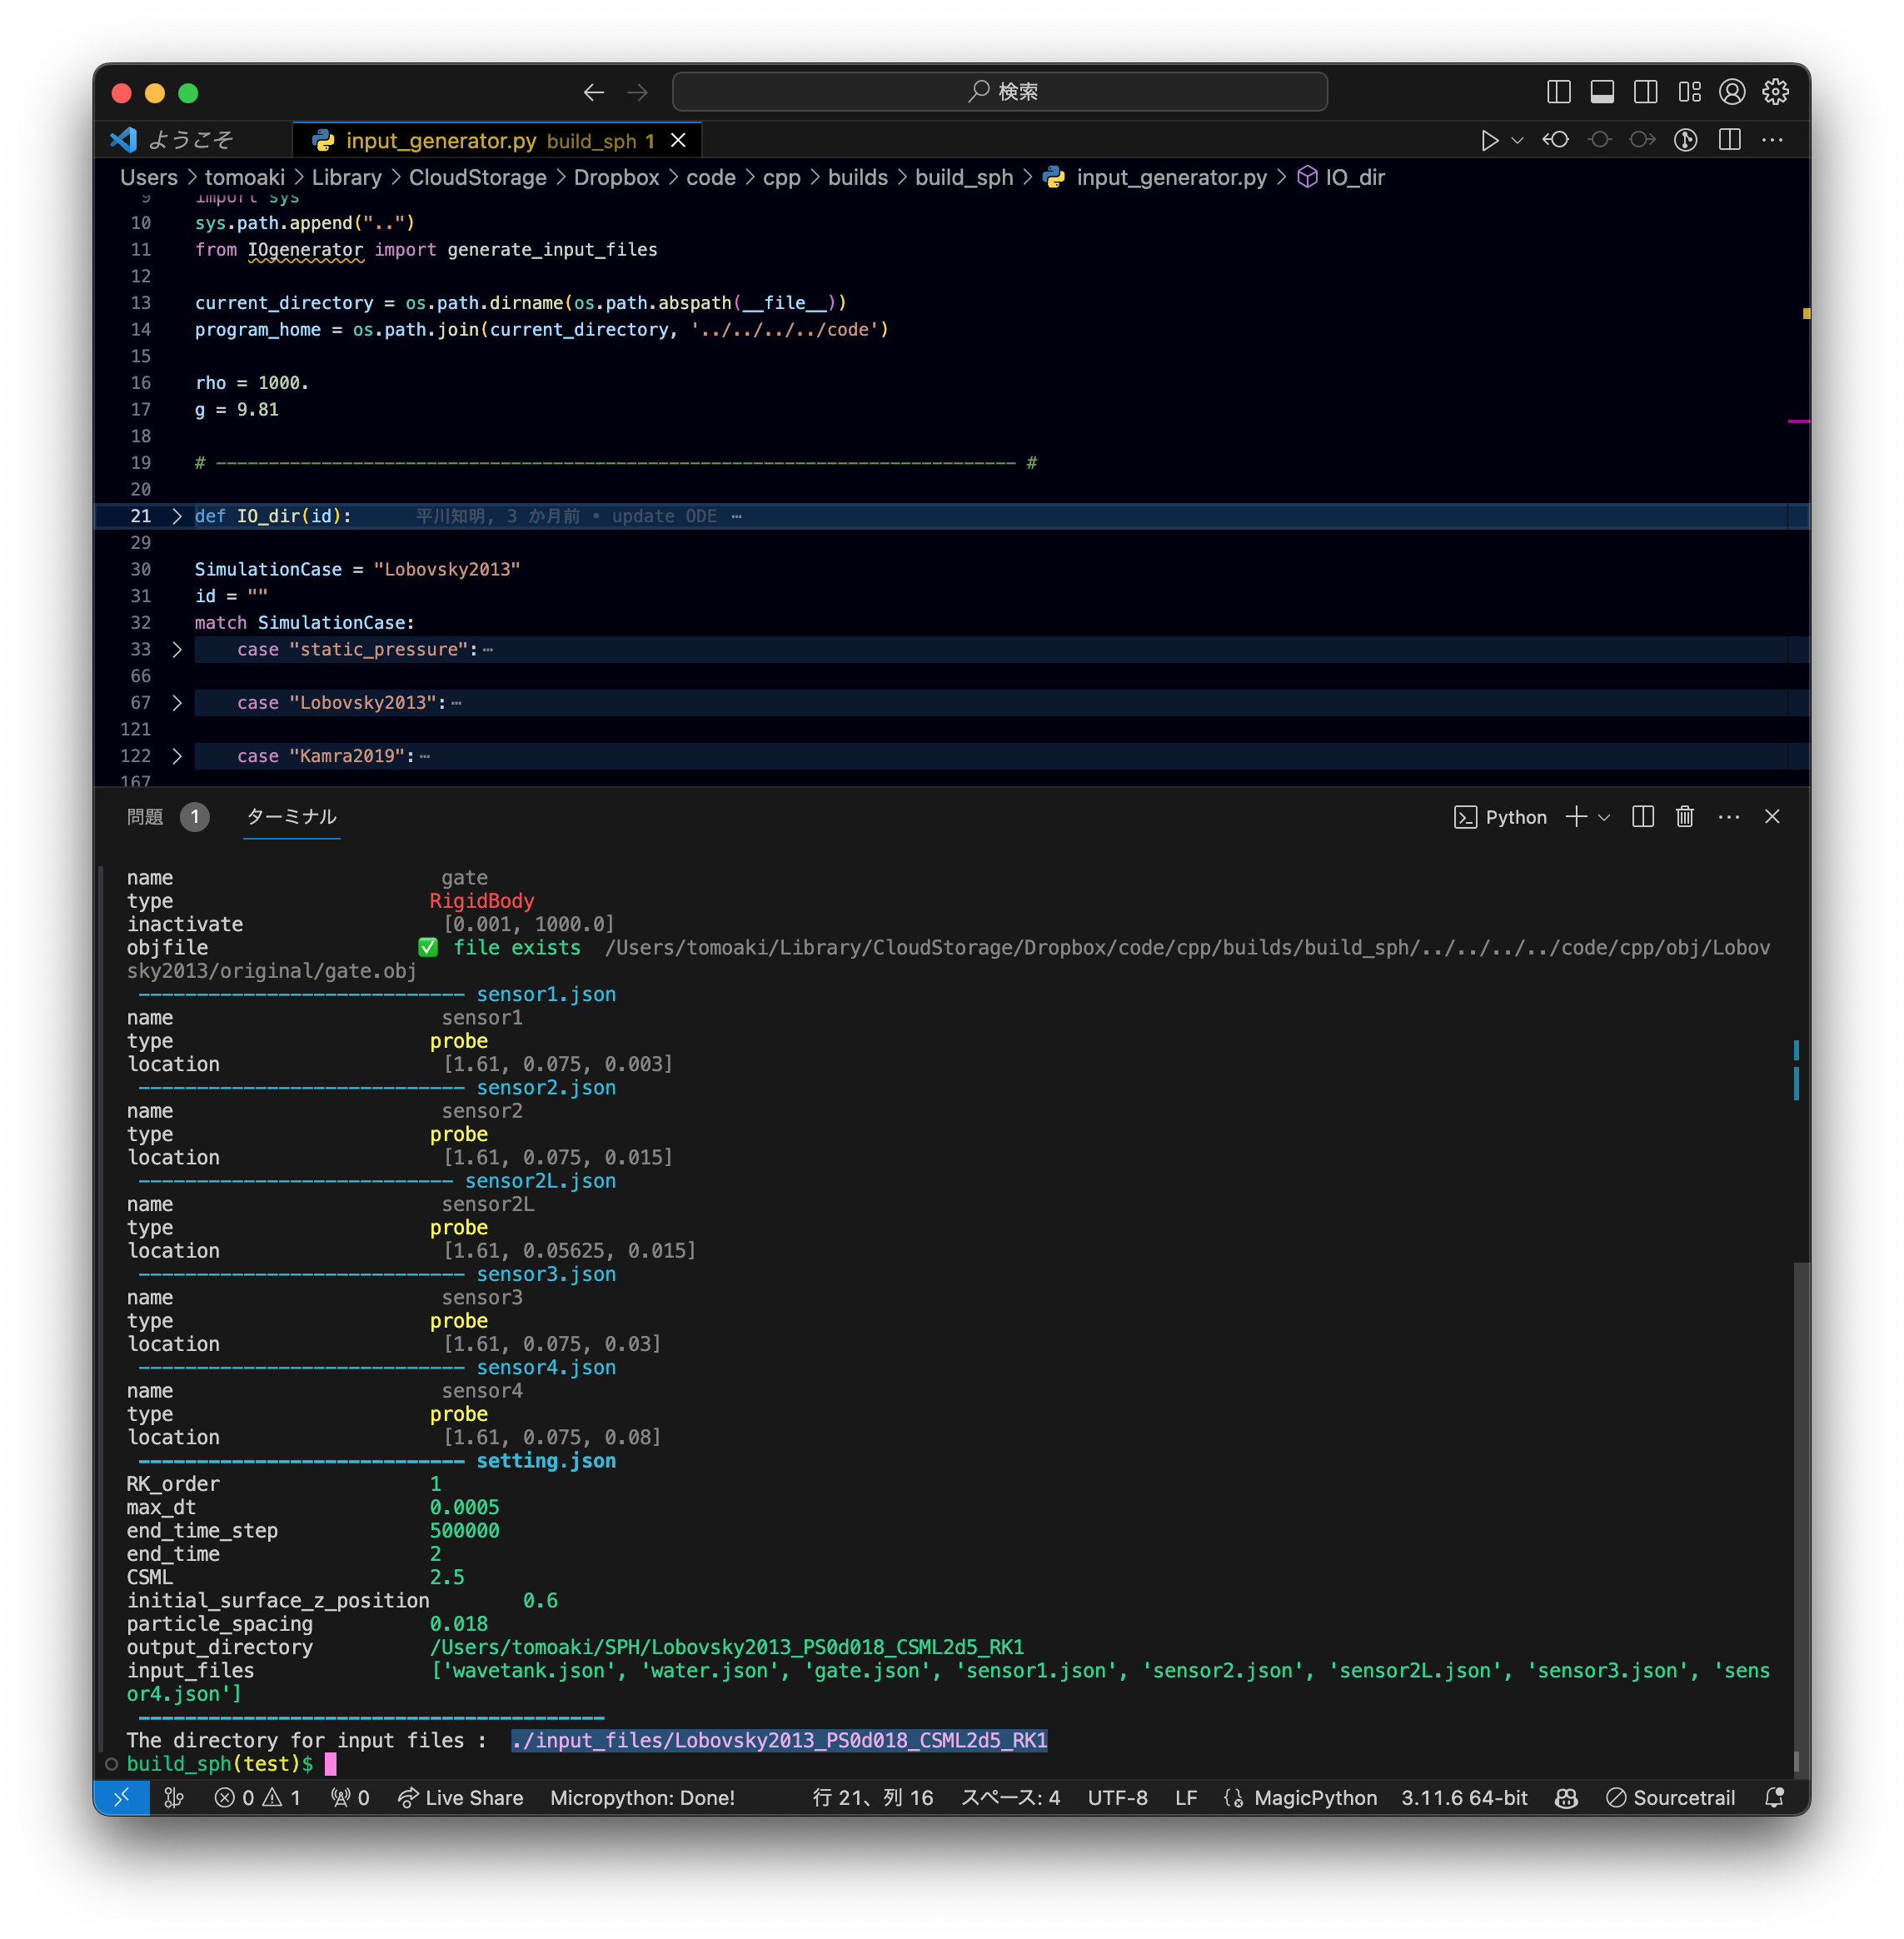 検索
ようこそ
input_generator.py build_sph 1
Users > tomoaki > Library > CloudStorage > Dropbox > code > cpp > builds > build_sph > input_generator.py > IO_dir
9 import sys
10 sys.path.append("..")
11 from IOgenerator import generate_input_files
12
13 current_directory = os.path.dirname(os.path.abspath(__file__))
14 program_home = os.path.join(current_directory, '../../../../code')
15
16 rho = 1000.
17 g = 9.81
18
19 # ---------------------------------------------------------------------------- #
20
21 def IO_dir(id): 平川知明, 3 か月前 • update ODE …
29
30 SimulationCase = "Lobovsky2013"
31 id = ""
32 match SimulationCase:
33 case "static_pressure": …
66
67 case "Lobovsky2013": …
121
122 case "Kamra2019": …
167
問題 1 ターミナル Python
name gate
type RigidBody
inactivate [0.001, 1000.0]
objfile ✅ file exists /Users/tomoaki/Library/CloudStorage/Dropbox/code/cpp/builds/build_sph/../../../../code/cpp/obj/Lobov
sky2013/original/gate.obj
---------------------------- sensor1.json
name sensor1
type probe
location [1.61, 0.075, 0.003]
---------------------------- sensor2.json
name sensor2
type probe
location [1.61, 0.075, 0.015]
--------------------------- sensor2L.json
name sensor2L
type probe
location [1.61, 0.05625, 0.015]
---------------------------- sensor3.json
name sensor3
type probe
location [1.61, 0.075, 0.03]
---------------------------- sensor4.json
name sensor4
type probe
location [1.61, 0.075, 0.08]
---------------------------- setting.json
RK_order 1
max_dt 0.0005
end_time_step 500000
end_time 2
CSML 2.5
initial_surface_z_position 0.6
particle_spacing 0.018
output_directory /Users/tomoaki/SPH/Lobovsky2013_PS0d018_CSML2d5_RK1
input_files ['wavetank.json', 'water.json', 'gate.json', 'sensor1.json', 'sensor2.json', 'sensor2L.json', 'sensor3.json', 'sens
or4.json']
----------------------------------------
The directory for input files : ./input_files/Lobovsky2013_PS0d018_CSML2d5_RK1
build_sph(test)$
0 1 0 Live Share Micropython: Done! 行 21、列 16 スペース: 4 UTF-8 LF MagicPython 3.11.6 64-bit Sourcetrail